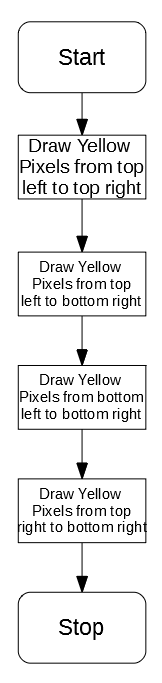 Start
Draw Yellow
Pixels from top
left to top right
Draw Yellow
Pixels from top
left to bottom right
Draw Yellow
Pixels from bottom
left to bottom right
Draw Yellow
Pixels from top
right to bottom right
Stop